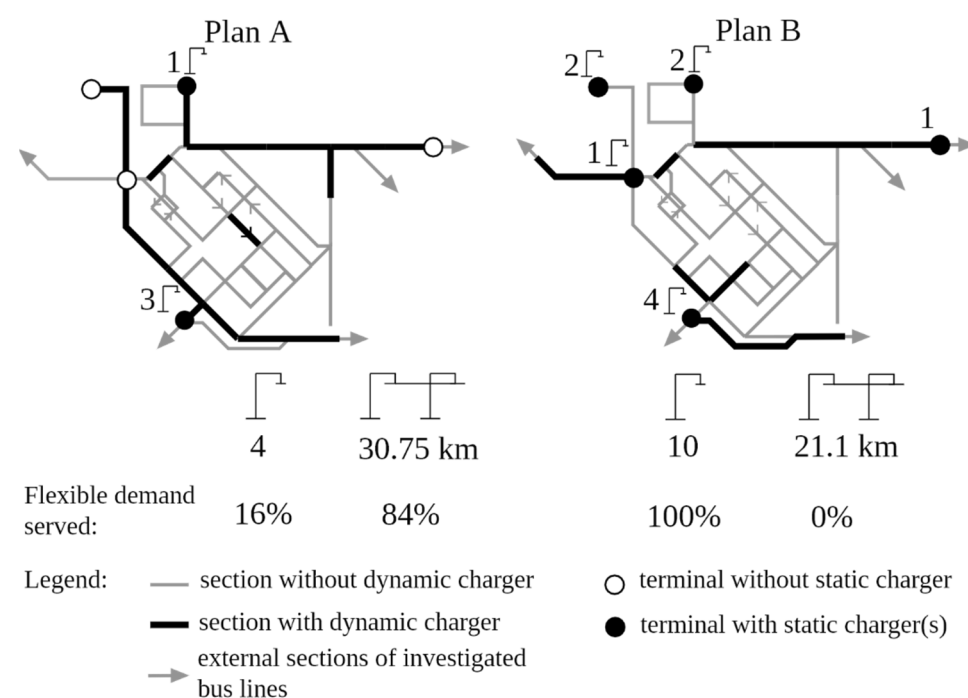 Plan A
Plan B
1
2
2
1
1
3
4
4
30.75 km
10
21.1 km
Flexible demand
served:
16%
84%
100%
0%
Legend:
section without dynamic charger
terminal without static charger
section with dynamic charger
terminal with static charger(s)
external sections of investigated
bus lines